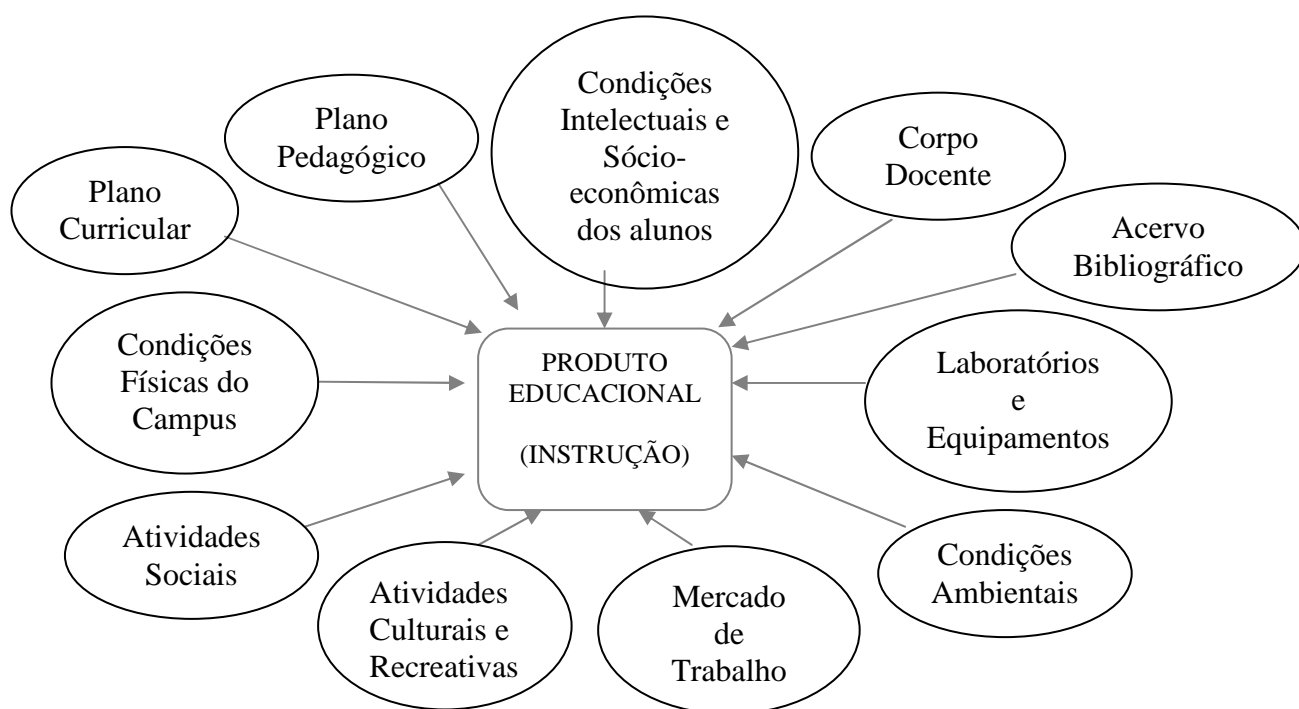 Plano
Pedagógico
Condições
Intelectuais e
Sócio-
econômicas
dos alunos
Corpo
Docente
Plano
Curricular
Acervo
Bibliográfico
Condições
Físicas do
Campus
PRODUTO
EDUCACIONAL
(INSTRUÇÃO)
Laboratórios
e
Equipamentos
Atividades
Sociais
Atividades
Culturais e
Recreativas
Mercado
de
Trabalho
Condições
Ambientais